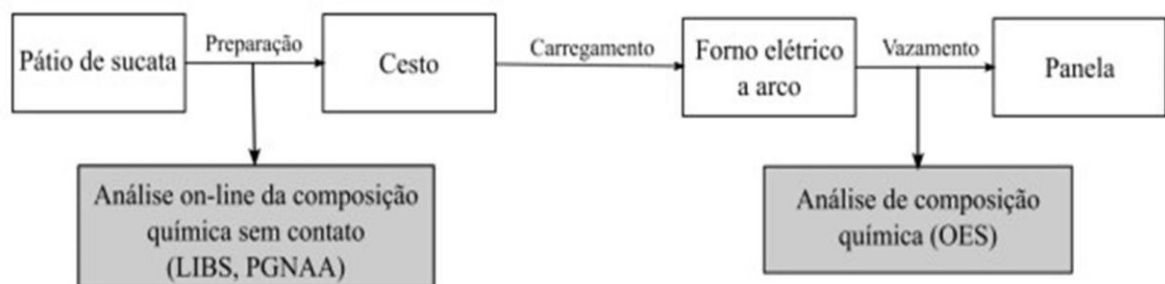 Pátio de sucata
Preparação
Cesto
Carregamento
Forno elétrico
a arco
Vazamento
Panela
Análise on-line da composição
química sem contato
(LIBS, PGNAA)
Análise de composição
química (OES)